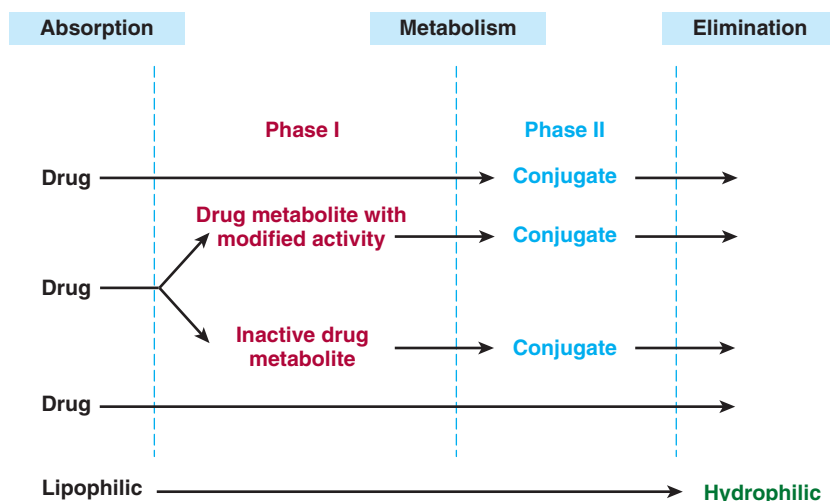 Absorption Metabolism Elimination
Phase I Phase II
Drug Conjugate
Drug metabolite with
modified activity Conjugate
Drug
Inactive drug
metabolite Conjugate
Drug
Lipophilic Hydrophilic